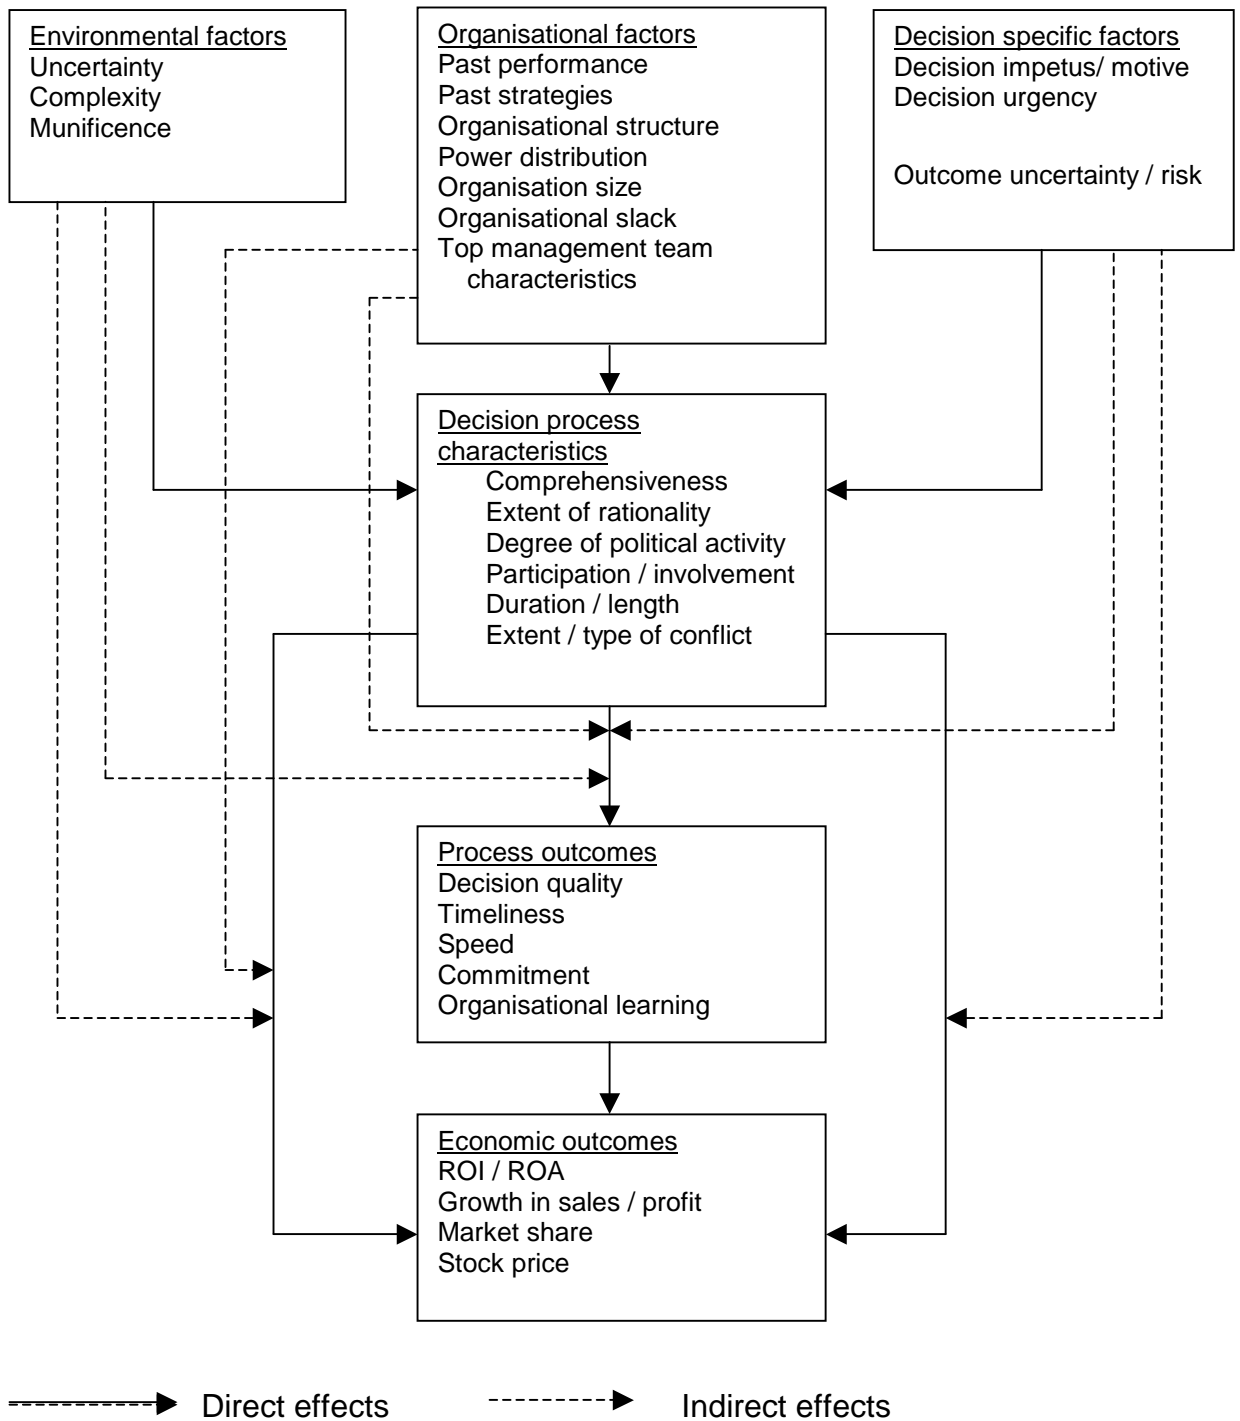 Environmental factors
Uncertainty
Complexity
Munificence
Organisational factors
Past performance
Past strategies
Organisational structure
Power distribution
Organisation size
Organisational slack
Top management team
characteristics
Decision specific factors
Decision impetus/ motive
Decision urgency
Outcome uncertainty / risk
Decision process
characteristics
Comprehensiveness
Extent of rationality
Degree of political activity
Participation / involvement
Duration / length
Extent / type of conflict
Process outcomes
Decision quality
Timeliness
Speed
Commitment
Organisational learning
Economic outcomes
ROI / ROA
Growth in sales / profit
Market share
Stock price
Direct effects
Indirect effects